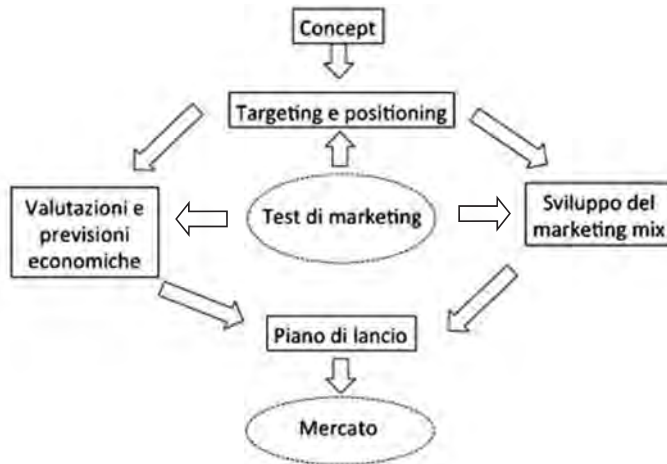 Concept
Targeting e positioning
Valutazioni e
previsioni
economiche
Test di marketing
Sviluppo del
marketing mix
Piano di lancio
Mercato